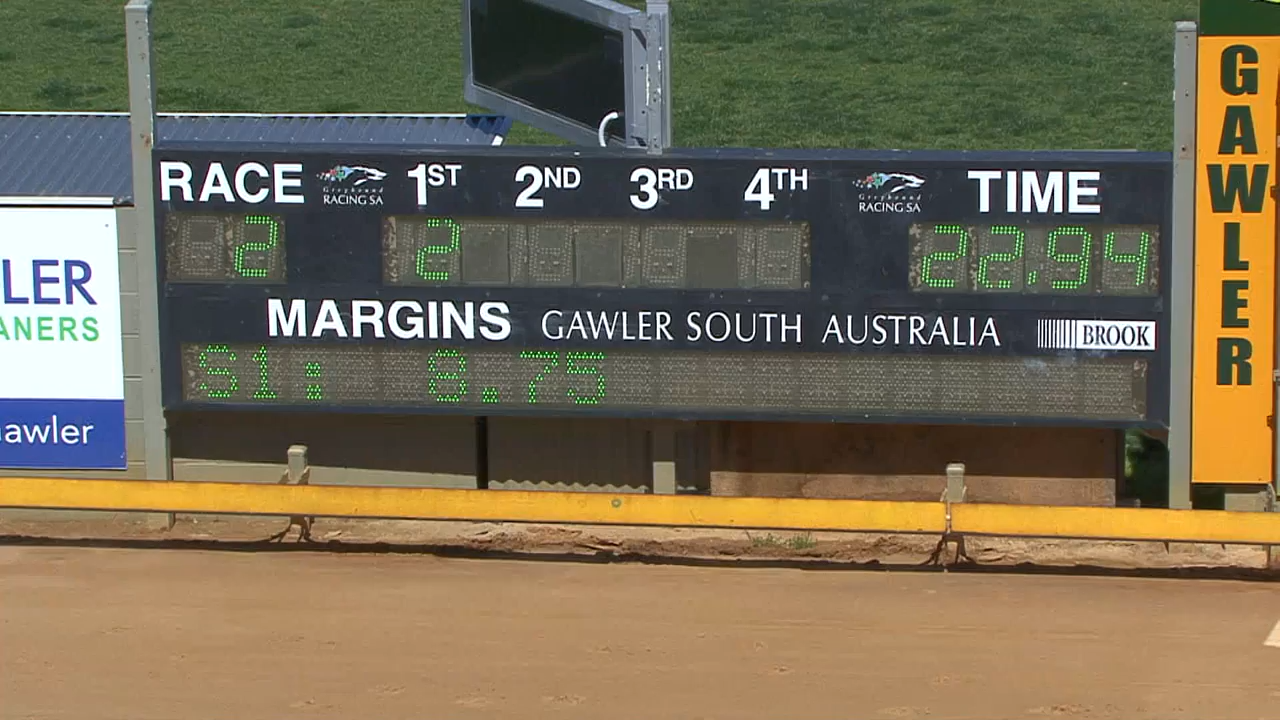 RACE
Greyhound
RACING SA
1ST
2ND
3RD
4TH
Greyhound
RACING SA
TIME
2
2
22.94
MARGINS
GAWLER SOUTH AUSTRALIA
BROOK
S1: 8.75
GAWLER
LER
ANERS
awler